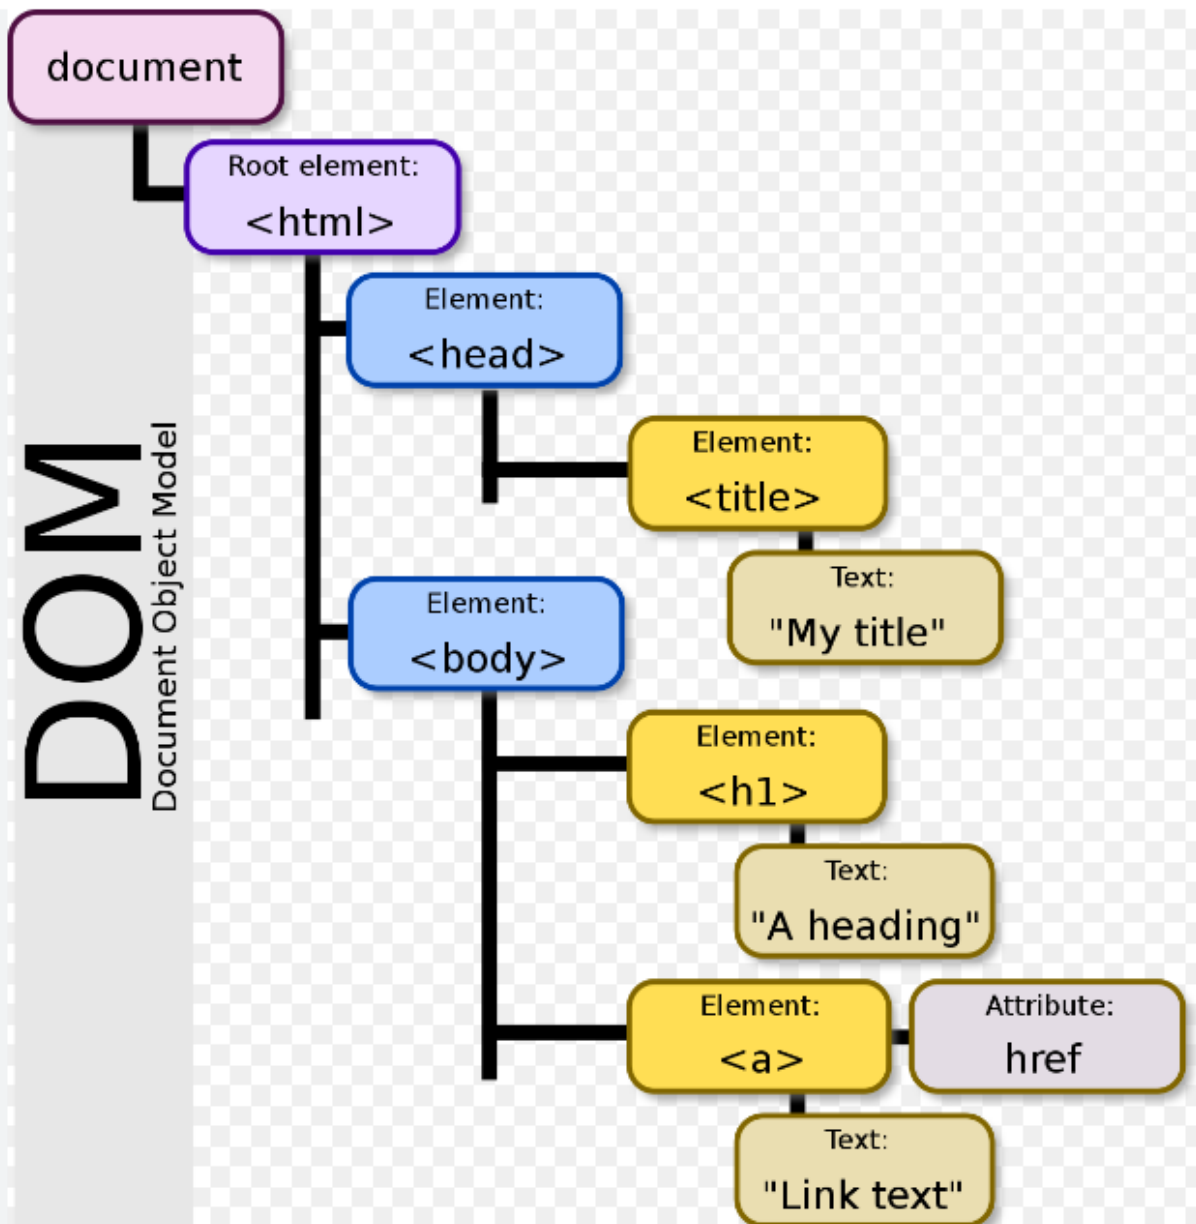 document
Root element:
<html>
Element:
<head>
Element:
<title>
Text:
"My title"
Element:
<body>
Element:
<h1>
Text:
"A heading"
Element:
<a>
Attribute:
href
Text:
"Link text"
DOM
Document Object Model